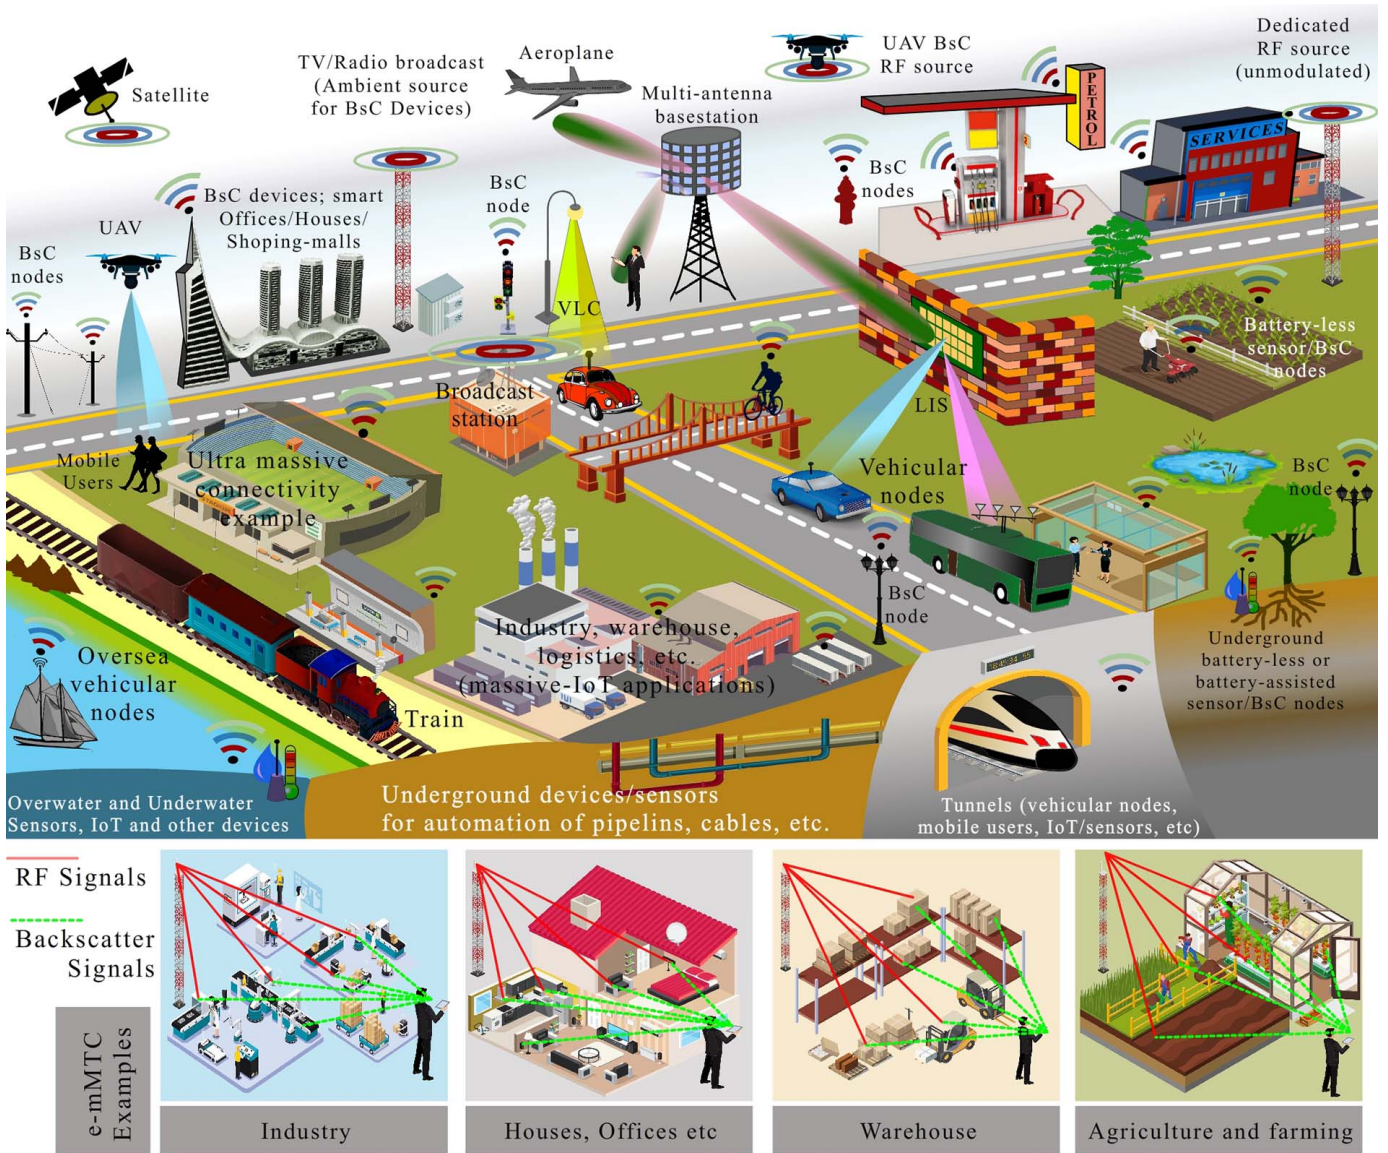 Satellite
TV/Radio broadcast
(Ambient source
for BsC Devices)
Aeroplane
Multi-antenna
basestation
UAV BsC
RF source
PETROL
Dedicated
RF source
(unmodulated)
SERVICES
BsC
nodes
UAV
BsC devices; smart
Offices/Houses/
Shoping-malls
BsC
node
BsC
nodes
VLC
Broadcast
station
LIS
Battery-less
sensor/BsC
nodes
Mobile
Users
Ultra massive
connectivity
example
Vehicular
nodes
BsC
node
BsC
node
Industry, warehouse,
logistics, etc.
(massive-IoT applications)
Oversea
vehicular
nodes
Train
Underground
battery-less or
battery-assisted
sensor/BsC nodes
Overwater and Underwater
Sensors, IoT and other devices
Underground devices/sensors
for automation of pipelins, cables, etc.
Tunnels (vehicular nodes,
mobile users, IoT/sensors, etc)
RF Signals
Backscatter
Signals
e-mMTC
Examples
Industry
Houses, Offices etc
Warehouse
Agriculture and farming